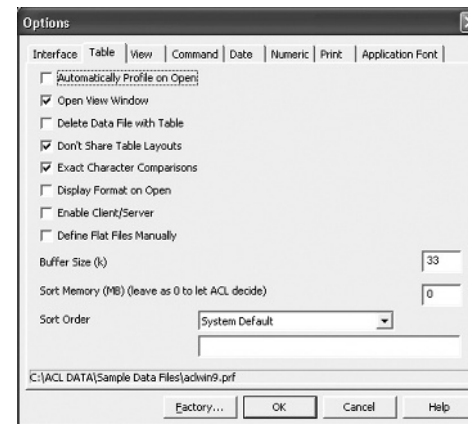 Options
Interface Table View Command Date Numeric Print Application Font
Automatically Profile on Open
Open View Window
Delete Data File with Table
Don't Share Table Layouts
Exact Character Comparisons
Display Format on Open
Enable Client/Server
Define Flat Files Manually
Buffer Size (k) 33
Sort Memory (MB) (leave as 0 to let ACL decide) 0
Sort Order System Default
C:\ACL DATA\Sample Data Files\aclwin9.prf
Factory... OK Cancel Help